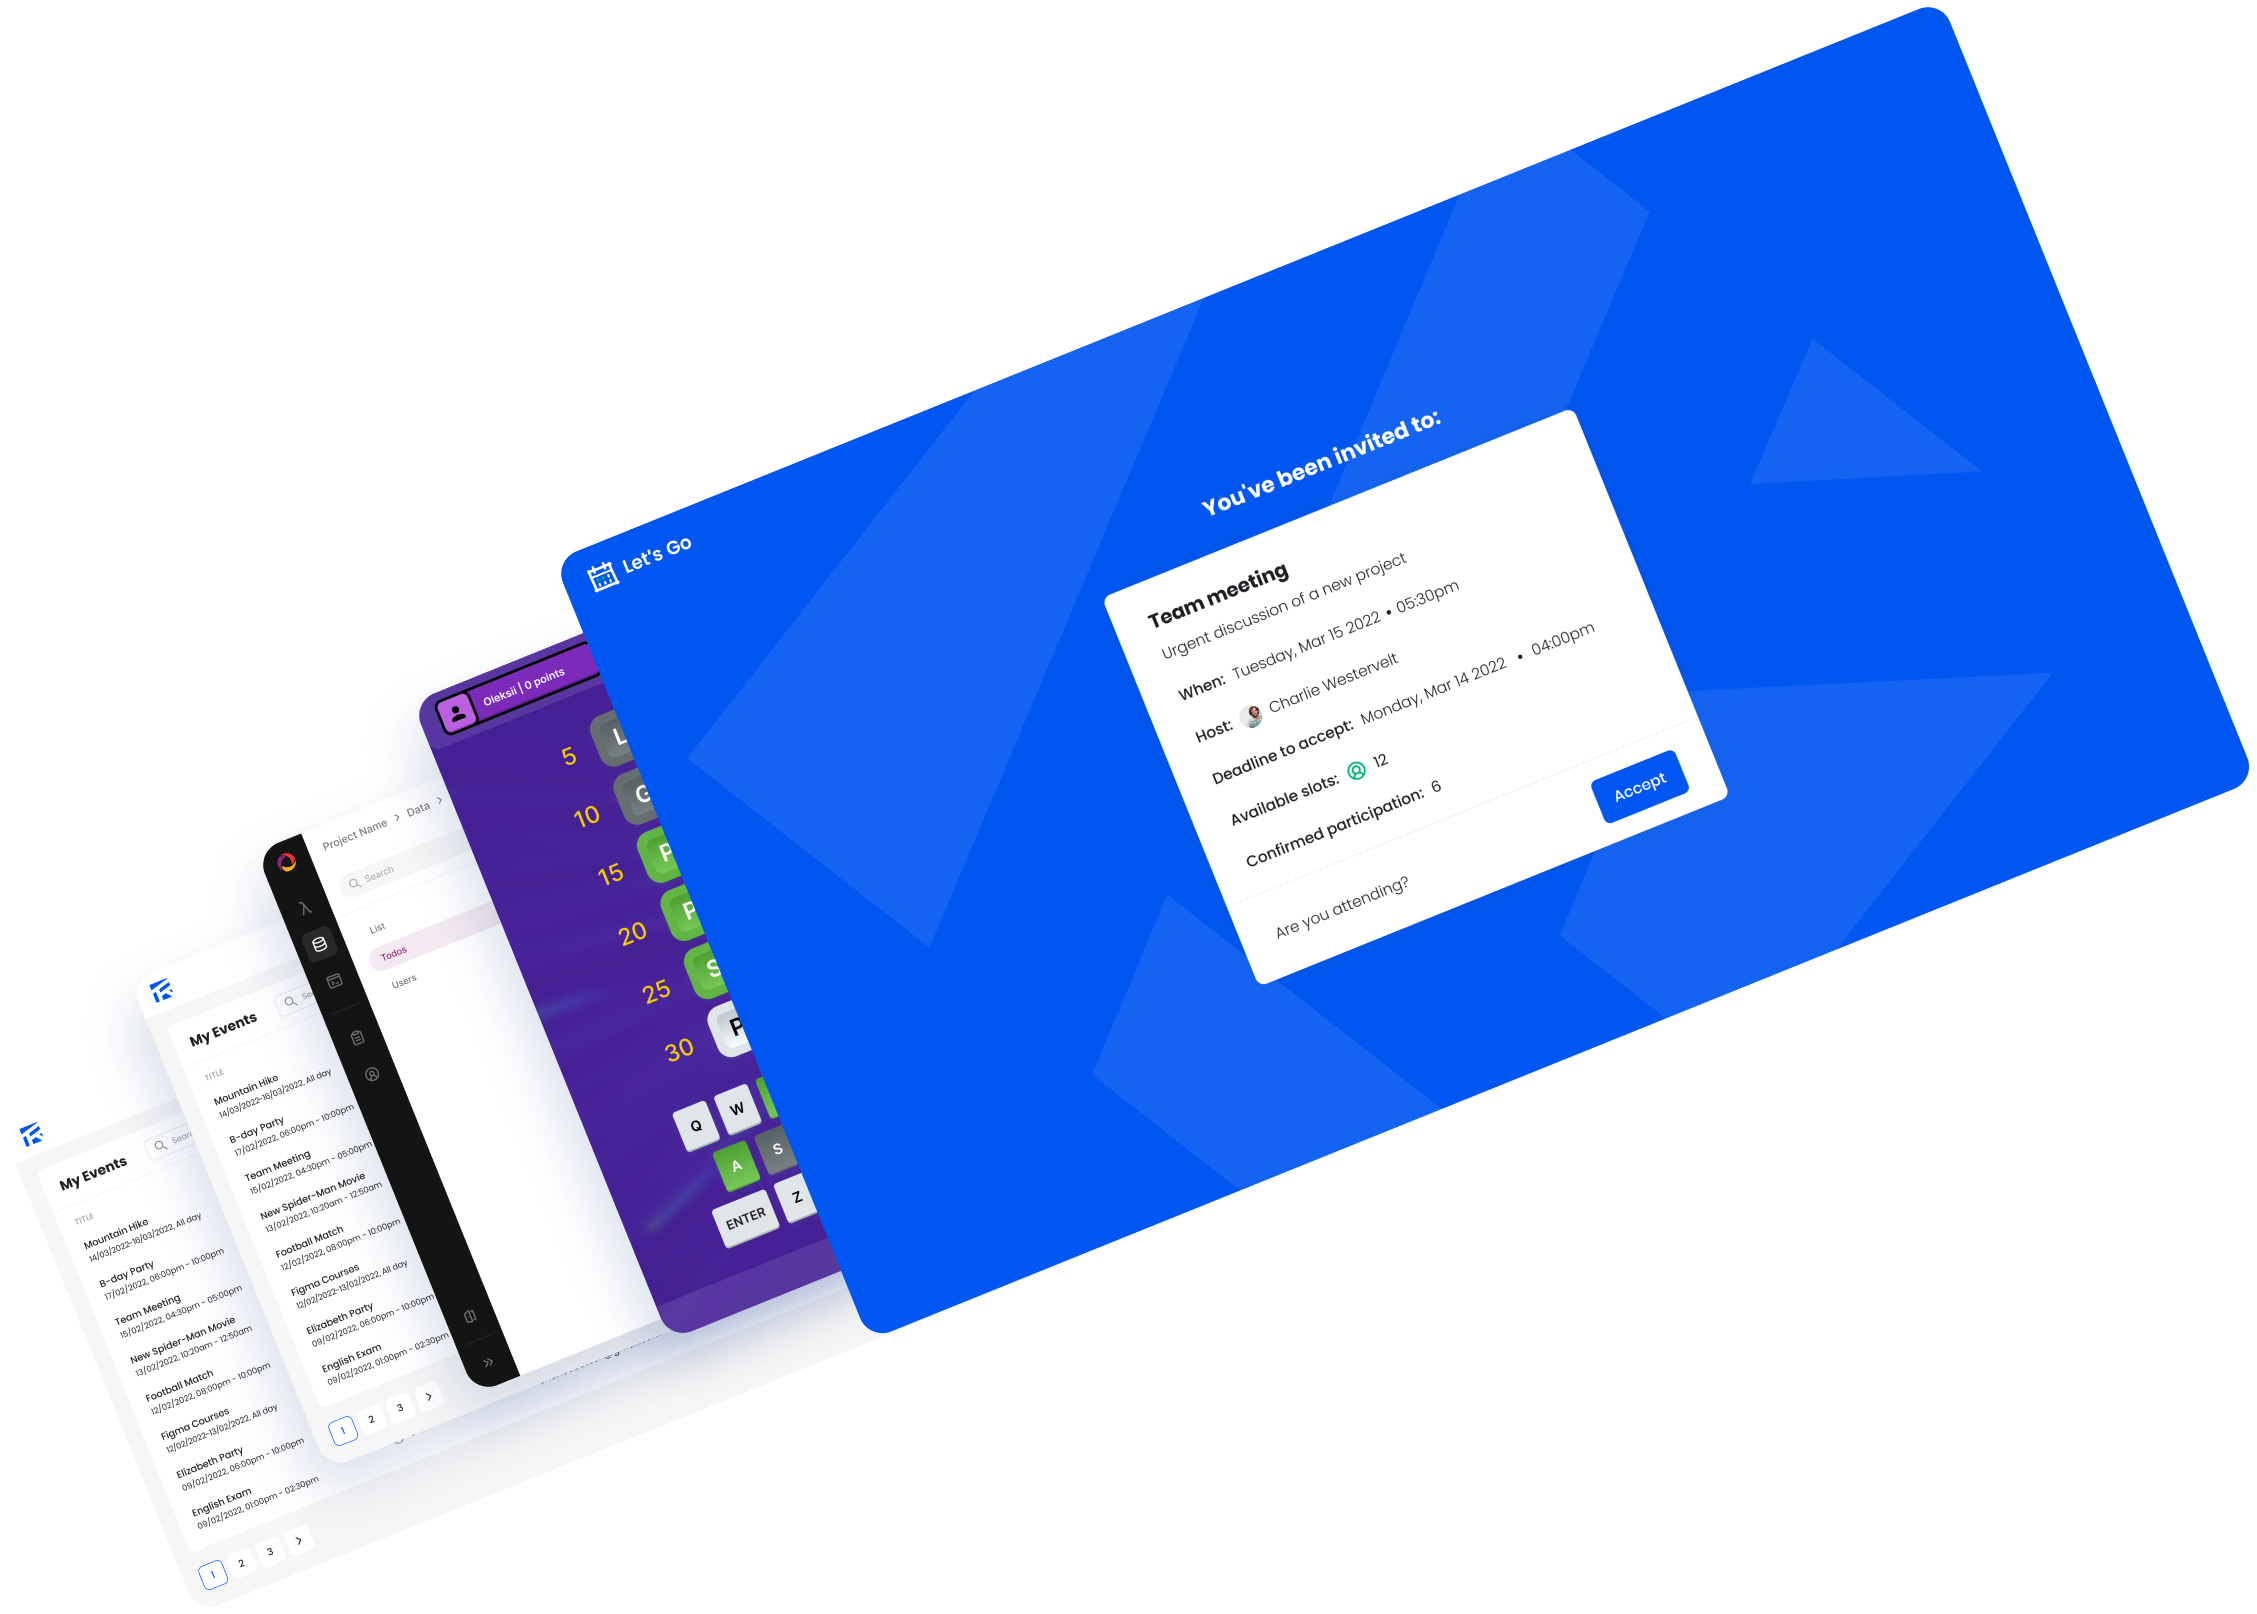 Let's Go
You've been invited to:
Team meeting
Urgent discussion of a new project
When: Tuesday, Mar 15 2022 • 05:30pm
Host: Charlie Westervelt
Deadline to accept: Monday, Mar 14 2022 • 04:00pm
Available slots: 12
Confirmed participation: 6
Are you attending?
Accept
Oleksii | 0 points
5 L
10 G
15 P
20 P
25 S
30 P
Q W
A S
ENTER Z
Project Name > Data >
Search
List
Todos
Users
My Events
TITLE
Mountain Hike
14/03/2022-16/03/2022, All day
B-day Party
17/02/2022, 06:00pm - 10:00pm
Team Meeting
15/02/2022, 04:30pm - 05:00pm
New Spider-Man Movie
13/02/2022, 10:20am - 12:50am
Football Match
12/02/2022, 08:00pm - 10:00pm
Figma Courses
12/02/2022-13/02/2022, All day
Elizabeth Party
09/02/2022, 06:00pm - 10:00pm
English Exam
09/02/2022, 01:00pm - 02:30pm
1 2 3 >
My Events
TITLE
Mountain Hike
14/03/2022-16/03/2022, All day
B-day Party
17/02/2022, 06:00pm - 10:00pm
Team Meeting
15/02/2022, 04:30pm - 05:00pm
New Spider-Man Movie
13/02/2022, 10:20am - 12:50am
Football Match
12/02/2022, 08:00pm - 10:00pm
Figma Courses
12/02/2022-13/02/2022, All day
Elizabeth Party
09/02/2022, 06:00pm - 10:00pm
English Exam
09/02/2022, 01:00pm - 02:30pm
1 2 3 >